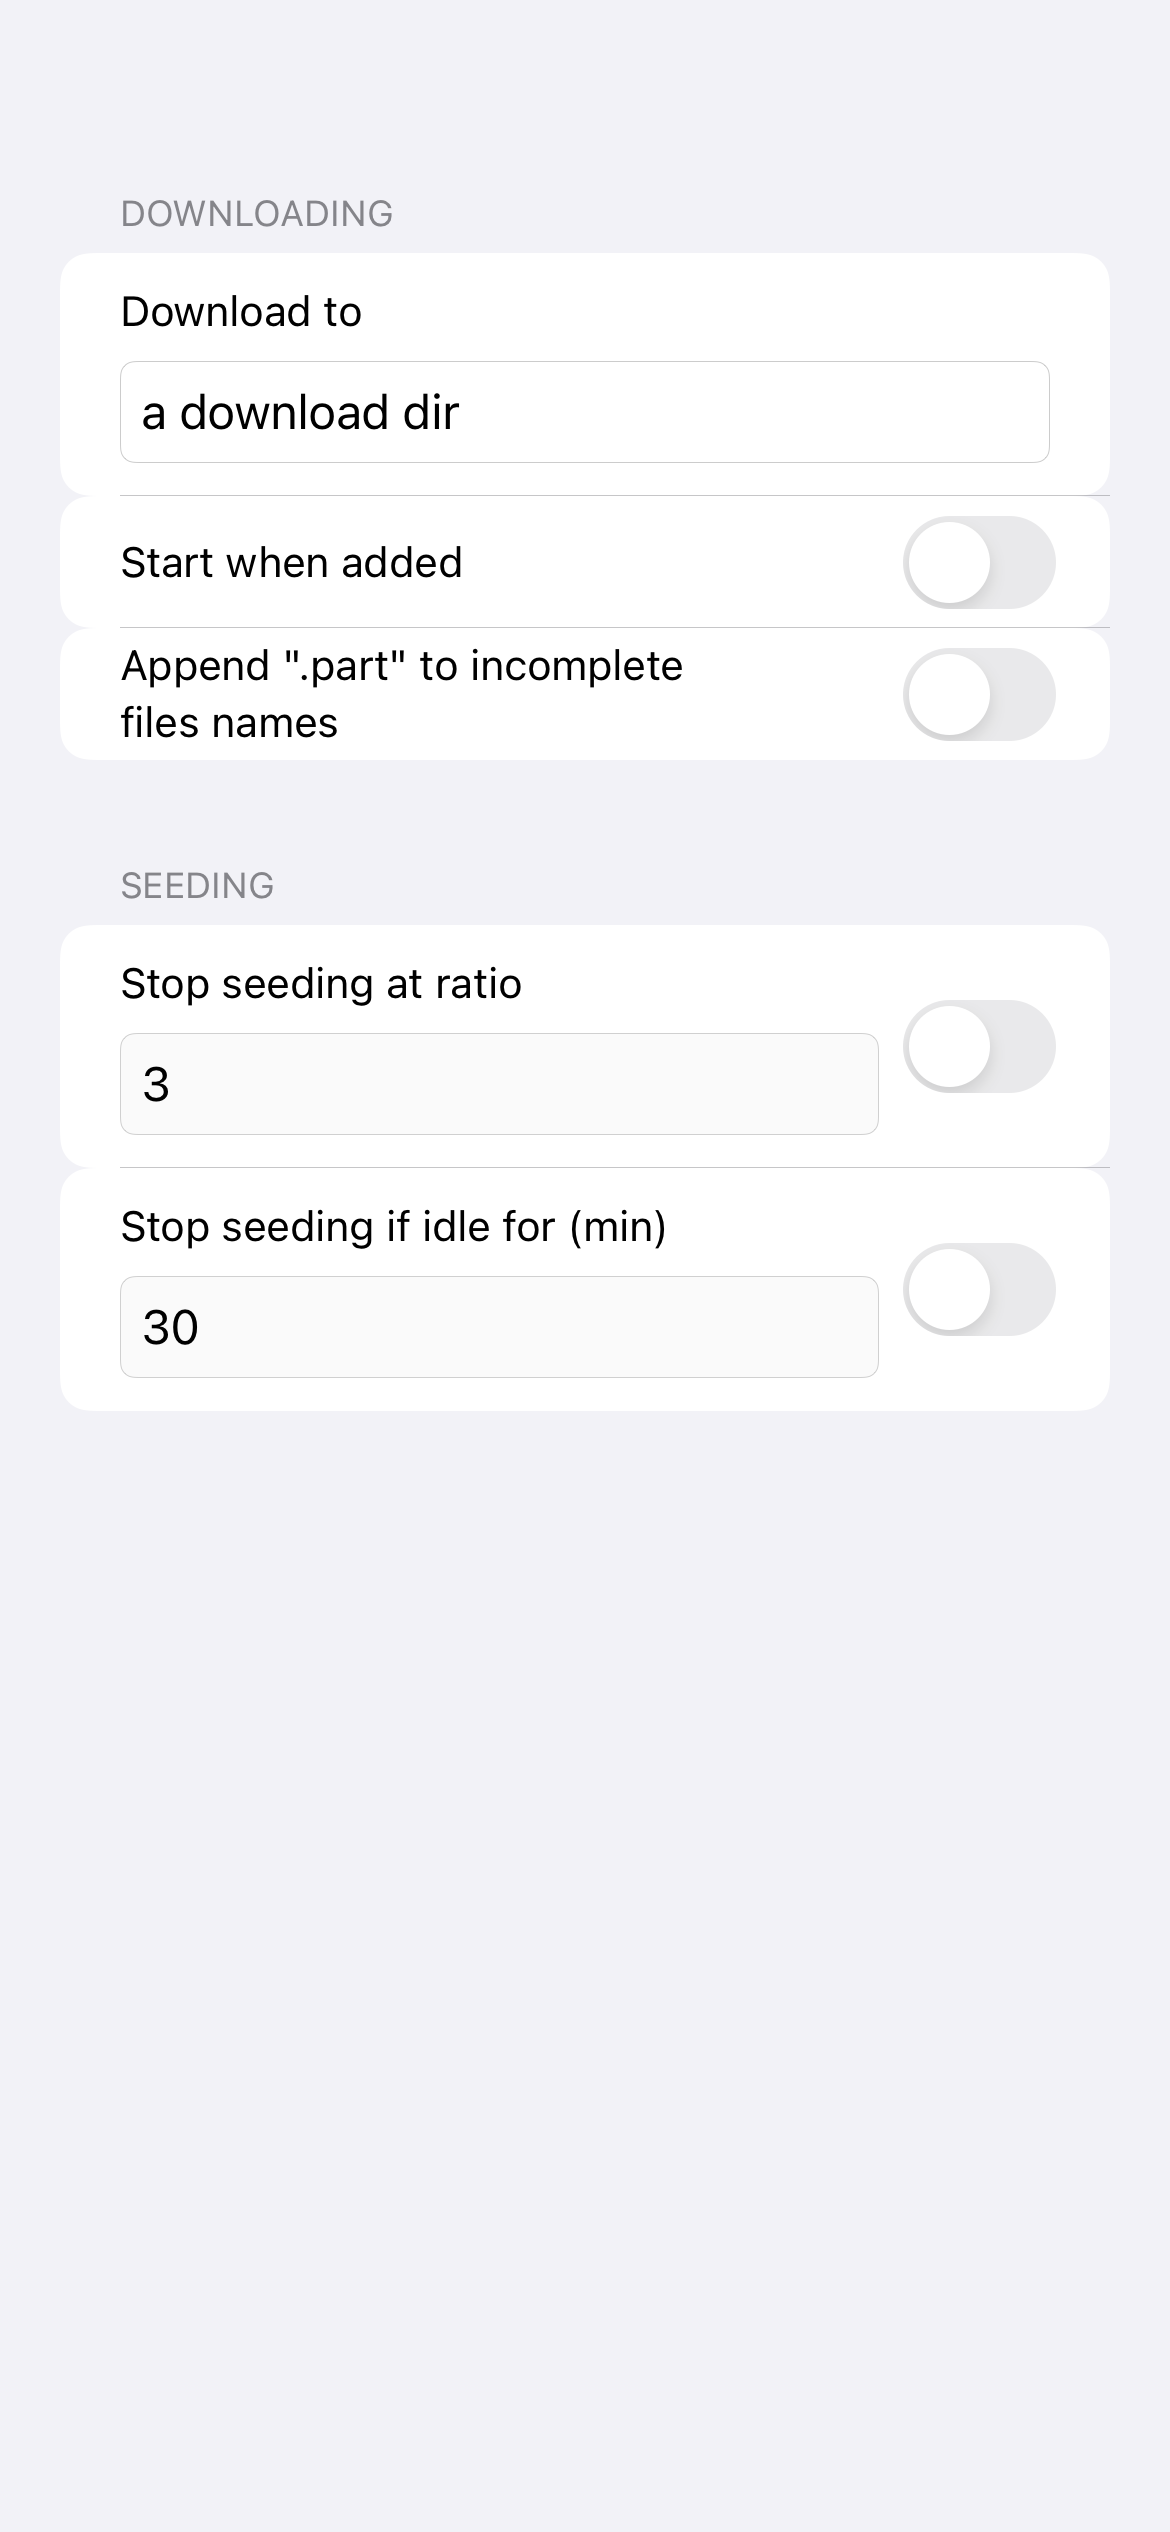 DOWNLOADING
Download to
a download dir
Start when added
Append ".part" to incomplete
files names
SEEDING
Stop seeding at ratio
3
Stop seeding if idle for (min)
30